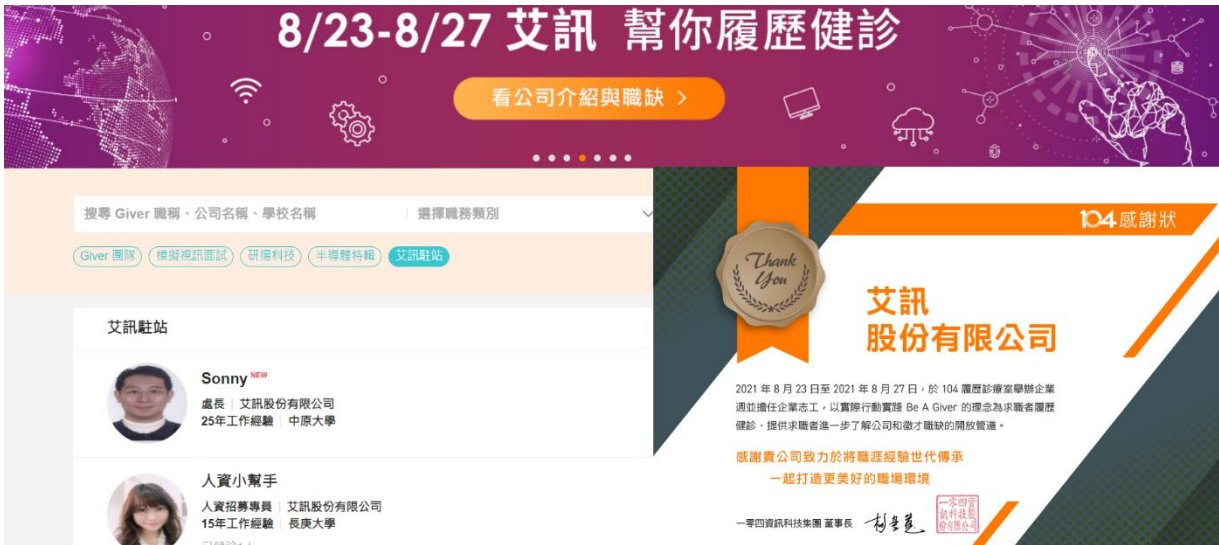 8/23-8/27 艾訊 幫你履歷健診
看公司介紹與職缺 >
搜尋 Giver 職稱、公司名稱、學校名稱
選擇職務類別
Giver 團隊
模擬視訊面試
研揚科技
半導體特輯
艾訊駐站
艾訊駐站
Sonny NEW
處長 | 艾訊股份有限公司
25年工作經驗 | 中原大學
人資小幫手
人資招募專員 | 艾訊股份有限公司
15年工作經驗 | 長庚大學
104 感謝狀
Thank
You
艾訊
股份有限公司
2021 年 8 月 23 日至 2021 年 8 月 27 日,於 104 履歷診療室舉辦企業
週並擔任企業志工,以實際行動實踐 Be A Giver 的理念為求職者履歷
健診、提供求職者進一步了解公司和徵才職缺的開放管道。
感謝貴公司致力於將職涯經驗世代傳承
一起打造更美好的職場環境
一零四資訊科技集團 董事長
一零四資
訊科技股
份有限公司